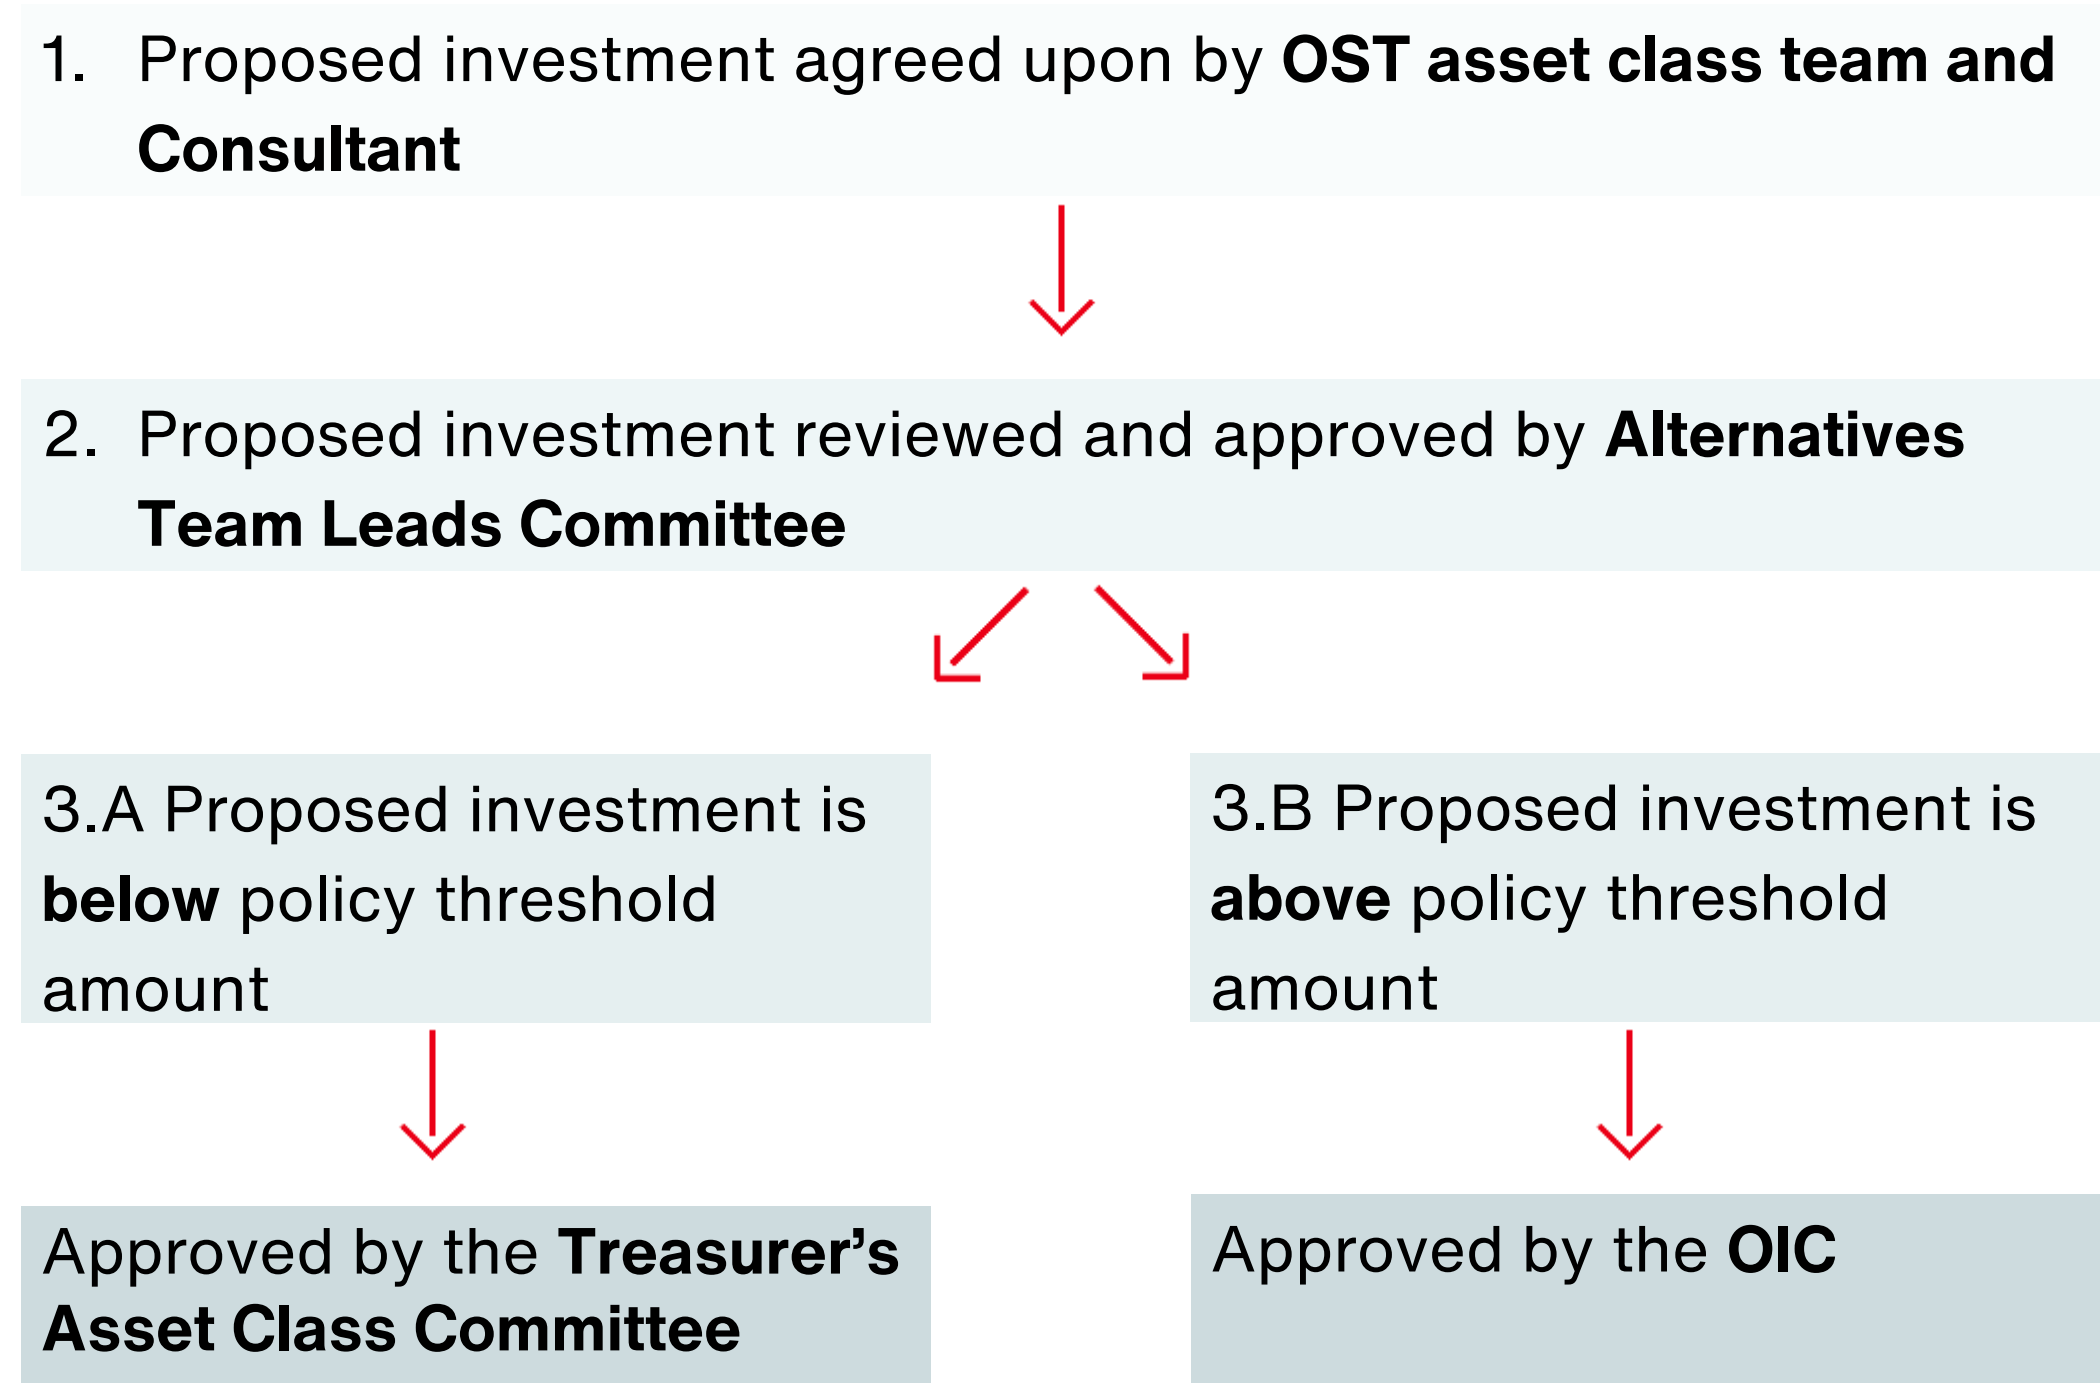 1. Proposed investment agreed upon by OST asset class team and
Consultant
2. Proposed investment reviewed and approved by Alternatives
Team Leads Committee
3.A Proposed investment is
below policy threshold
amount
3.B Proposed investment is
above policy threshold
amount
Approved by the Treasurer’s
Asset Class Committee
Approved by the OIC